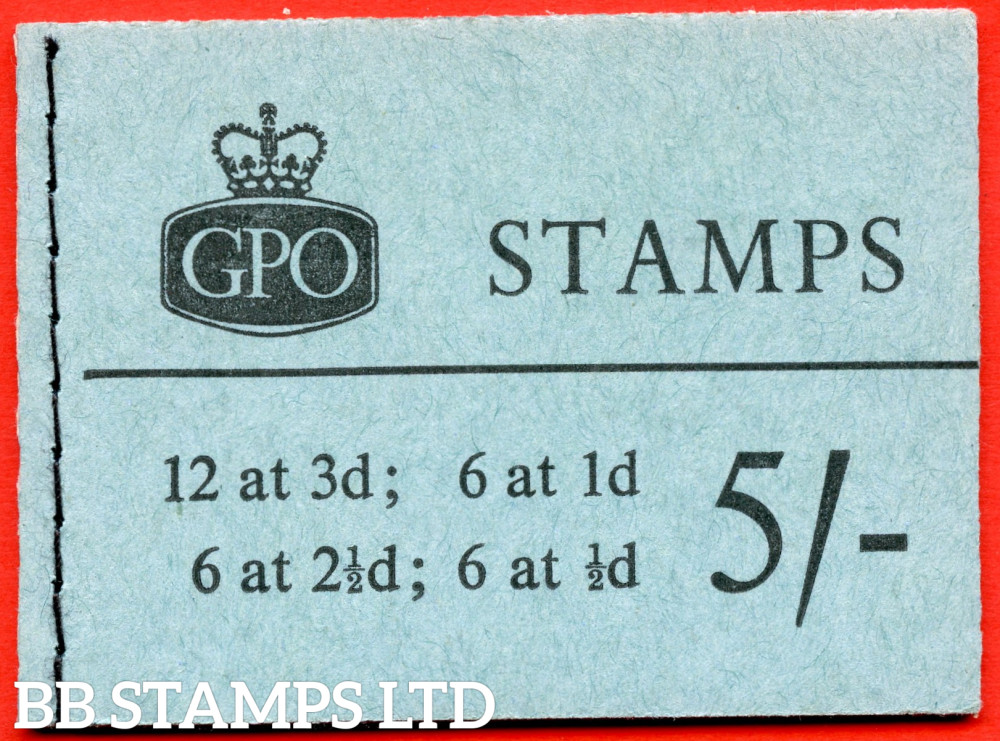 GPO STAMPS
12 at 3d; 6 at 1d
6 at 2½d; 6 at ½d
5/-
BB STAMPS LTD